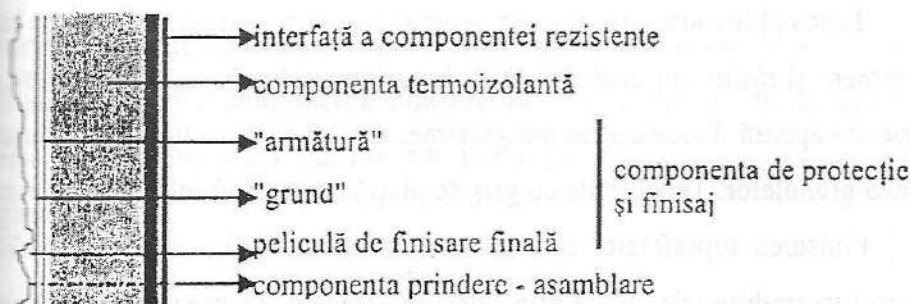 interfață a componentei rezistente
componenta termoizolantă
"armătură"
"grund"
peliculă de finisare finală
componenta prindere - asamblare
componenta de protecție
și finisaj